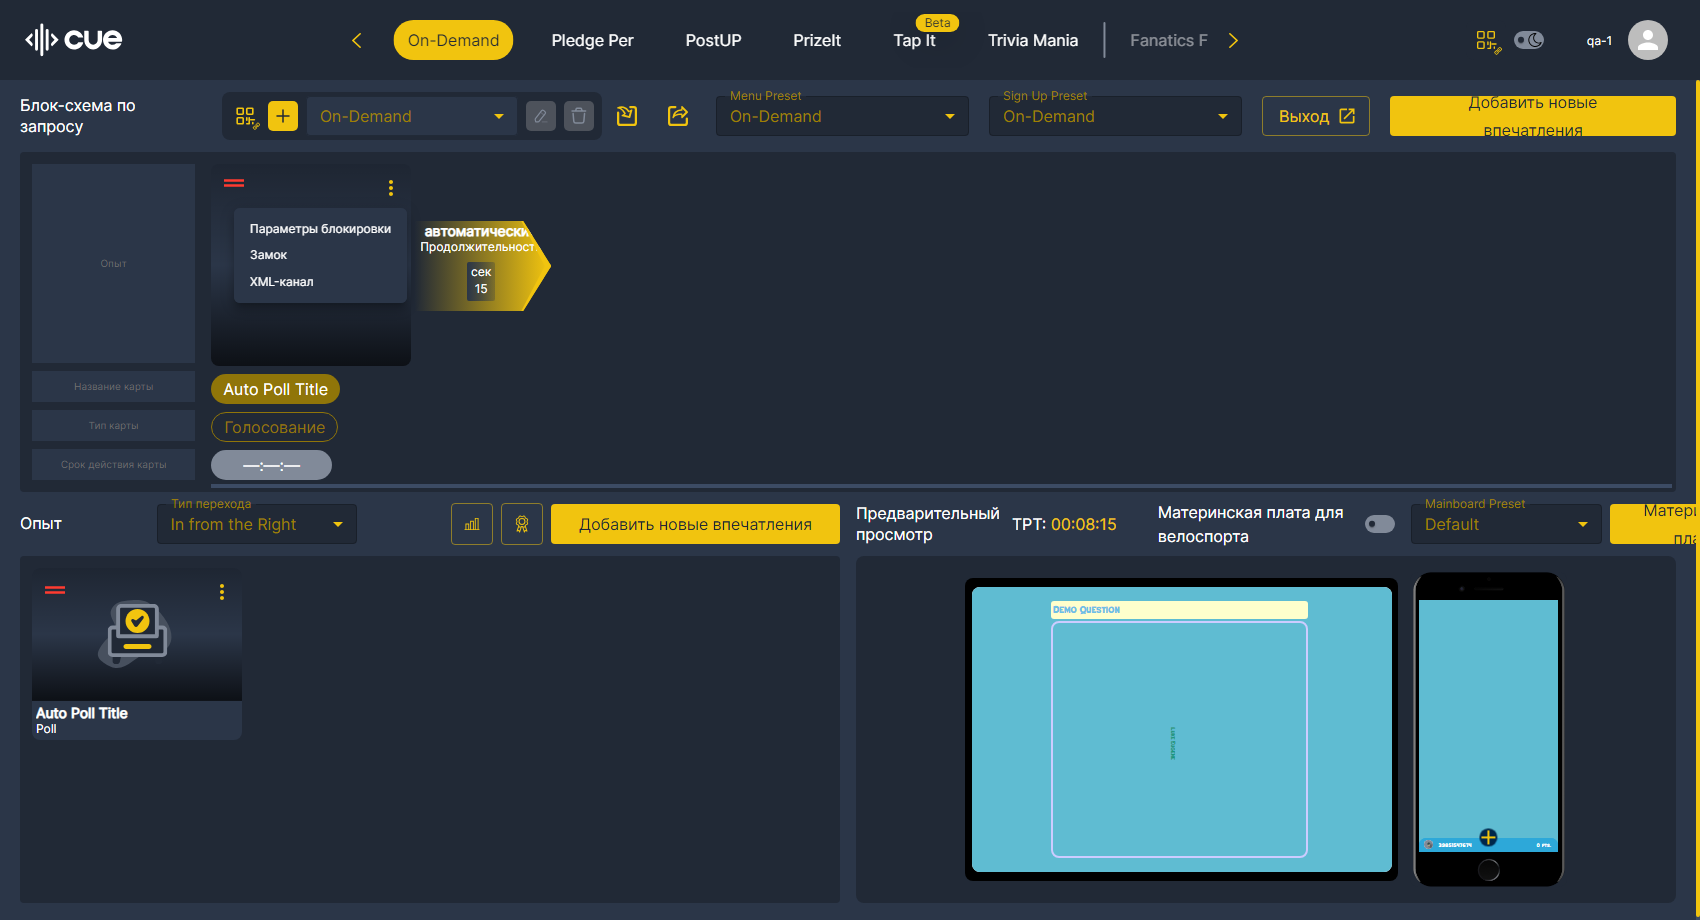 cue
On-Demand
Pledge Per
PostUP
PrizeIt
Beta
Tap It
Trivia Mania
Fanatics F
qa-1
Блок-схема по
запросу
On-Demand
Menu Preset
On-Demand
Sign Up Preset
On-Demand
Выход
Добавить новые
впечатления
Опыт
Параметры блокировки
Замок
XML-канал
автоматически
Продолжительност
сек
15
Название карты
Auto Poll Title
Тип карты
Голосование
Срок действия карты
—:—:—
Опыт
Тип перехода
In from the Right
Добавить новые впечатления
Предварительный
просмотр
TPT: 00:08:15
Материнская плата для
велоспорта
Mainboard Preset
Default
Матери
пла
Auto Poll Title
Poll
Demo Question
0 PTS.